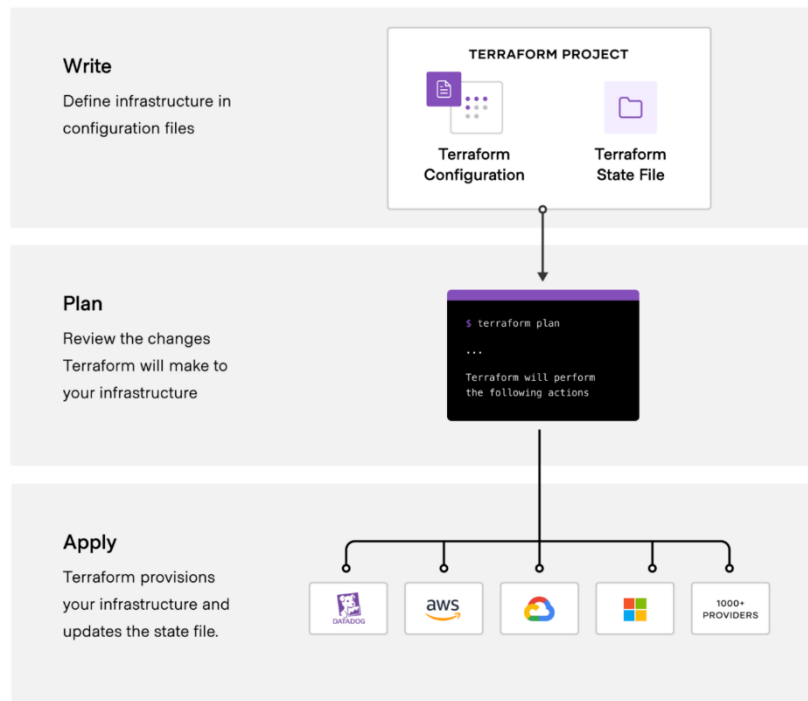 Write
Define infrastructure in
configuration files
TERRAFORM PROJECT
Terraform
Configuration
Terraform
State File
Plan
Review the changes
Terraform will make to
your infrastructure
$ terraform plan
...
Terraform will perform
the following actions
Apply
Terraform provisions
your infrastructure and
updates the state file.
DATADOG
aws
1000+
PROVIDERS